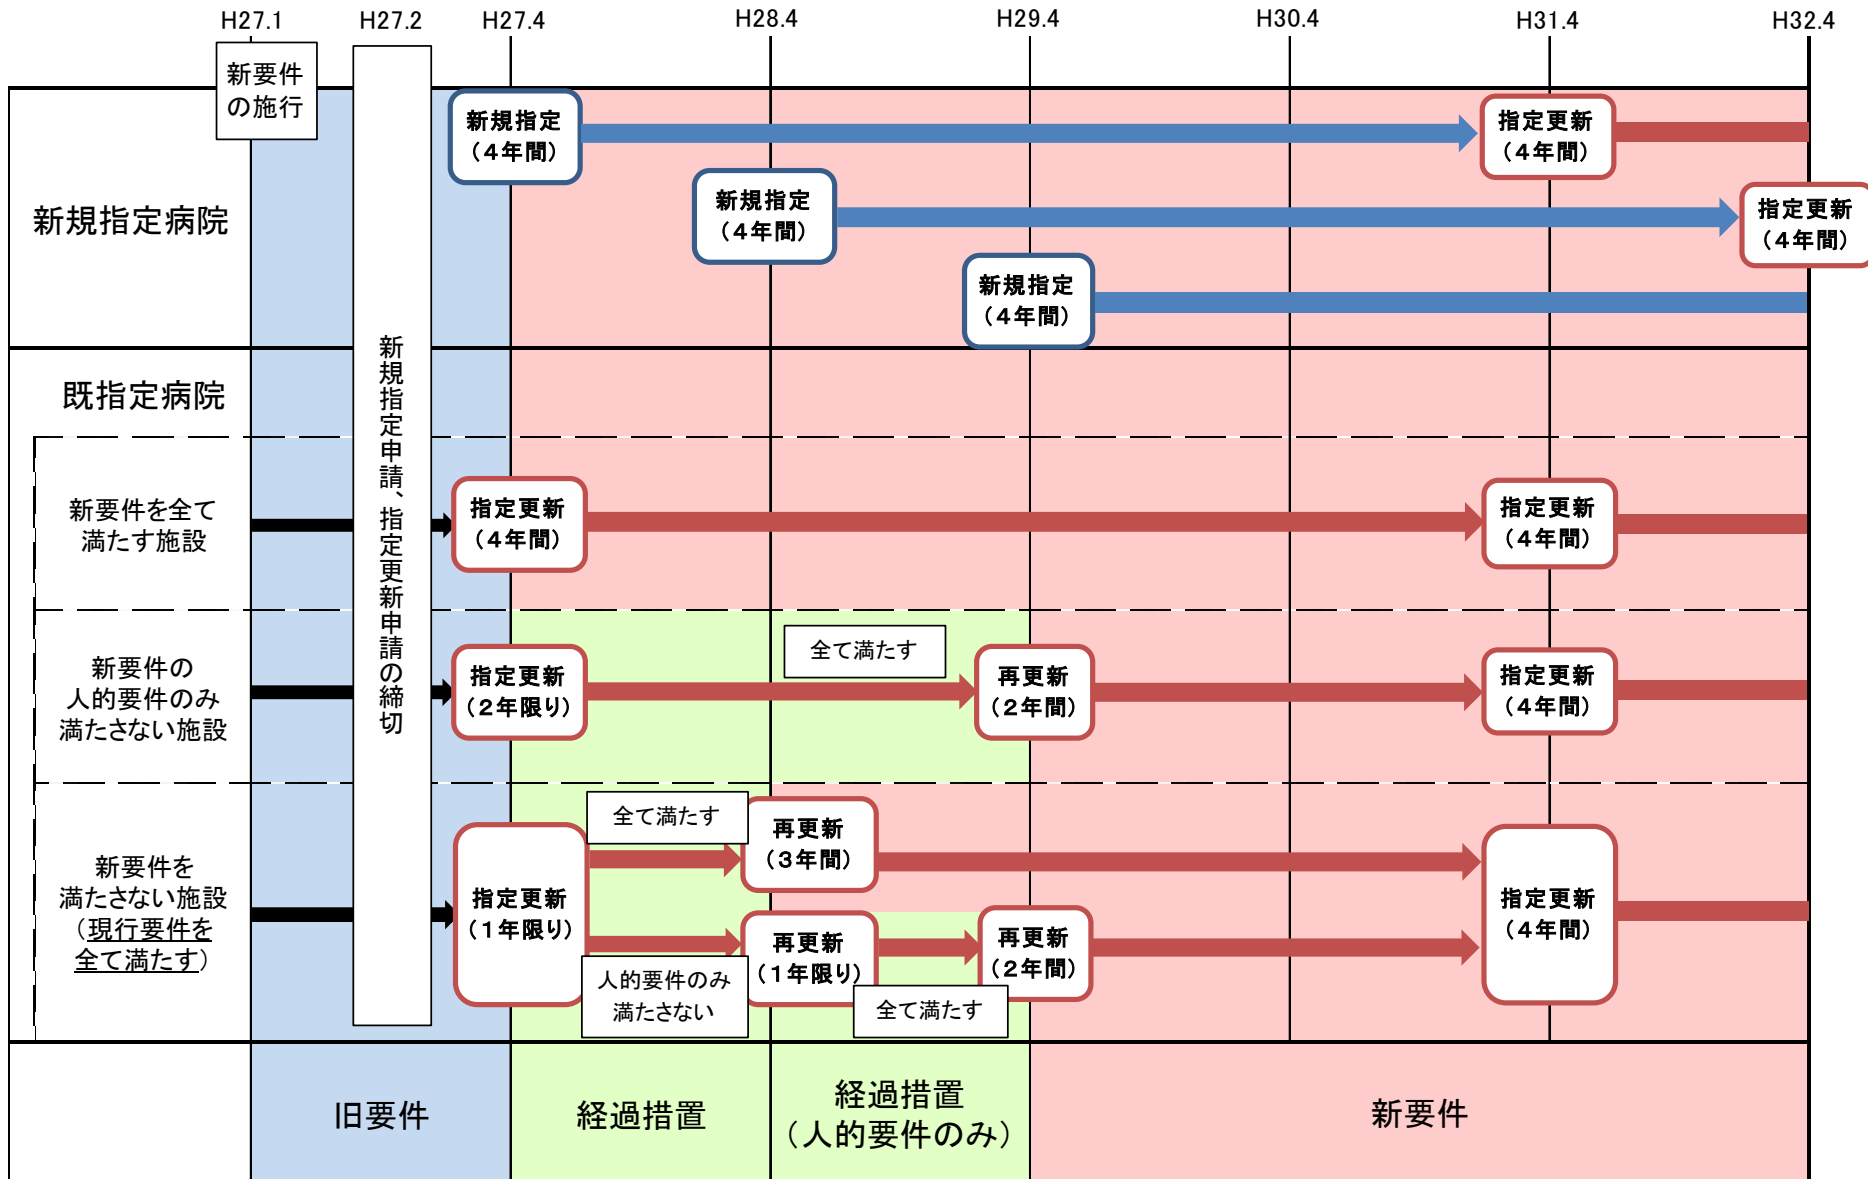 H27.1
H27.2
H27.4
H28.4
H29.4
H30.4
H31.4
H32.4
新要件
の施行
新規指定申請、指定更新申請の締切
新規指定病院
新規指定
(4年間)
指定更新
(4年間)
新規指定
(4年間)
指定更新
(4年間)
新規指定
(4年間)
既指定病院
新要件を全て
満たす施設
指定更新
(4年間)
指定更新
(4年間)
新要件の
人的要件のみ
満たさない施設
指定更新
(2年限り)
全て満たす
再更新
(2年間)
指定更新
(4年間)
新要件を
満たさない施設
(現行要件を
全て満たす)
指定更新
(1年限り)
全て満たす
再更新
(3年間)
人的要件のみ
満たさない
再更新
(1年限り)
全て満たす
再更新
(2年間)
指定更新
(4年間)
旧要件
経過措置
経過措置
(人的要件のみ)
新要件